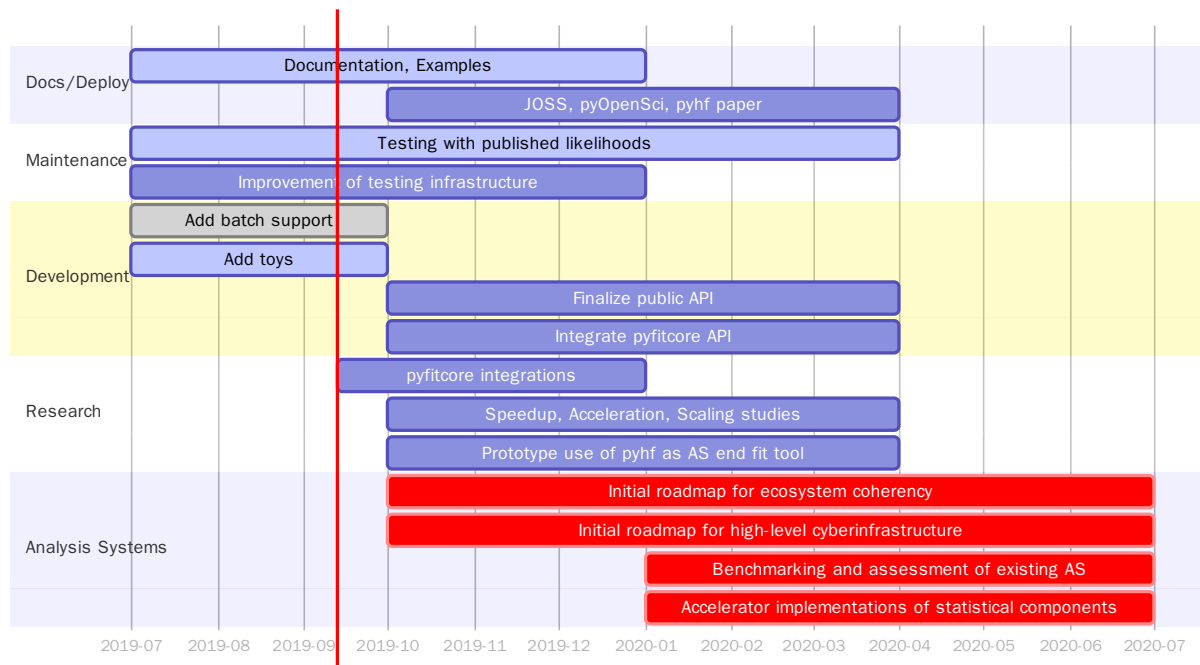 Docs/Deploy
Documentation, Examples
JOSS, pyOpenSci, pyhf paper
Maintenance
Testing with published likelihoods
Improvement of testing infrastructure
Development
Add batch support
Add toys
Finalize public API
Integrate pyfitcore API
Research
pyfitcore integrations
Speedup, Acceleration, Scaling studies
Prototype use of pyhf as AS end fit tool
Analysis Systems
Initial roadmap for ecosystem coherency
Initial roadmap for high-level cyberinfrastructure
Benchmarking and assessment of existing AS
Accelerator implementations of statistical components
2019-07 2019-08 2019-09 2019-10 2019-11 2019-12 2020-01 2020-02 2020-03 2020-04 2020-05 2020-06 2020-07